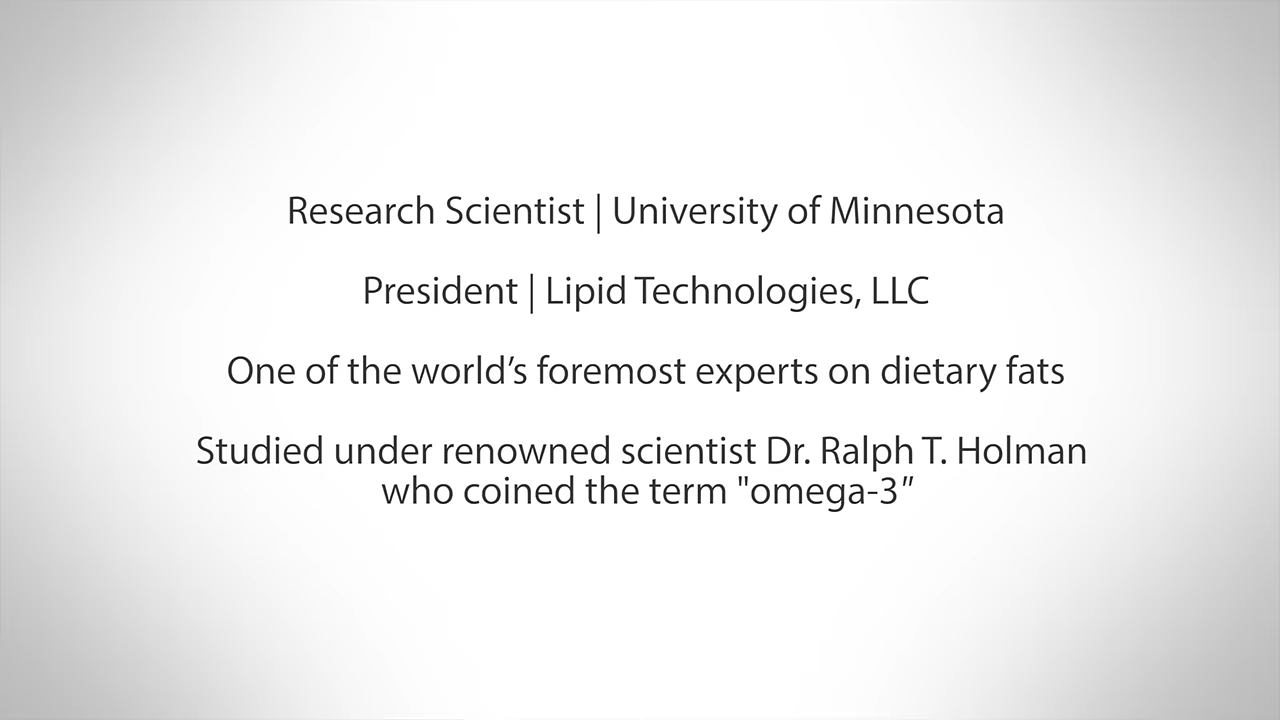 Research Scientist | University of Minnesota
President | Lipid Technologies, LLC
One of the world’s foremost experts on dietary fats
Studied under renowned scientist Dr. Ralph T. Holman
who coined the term "omega-3”